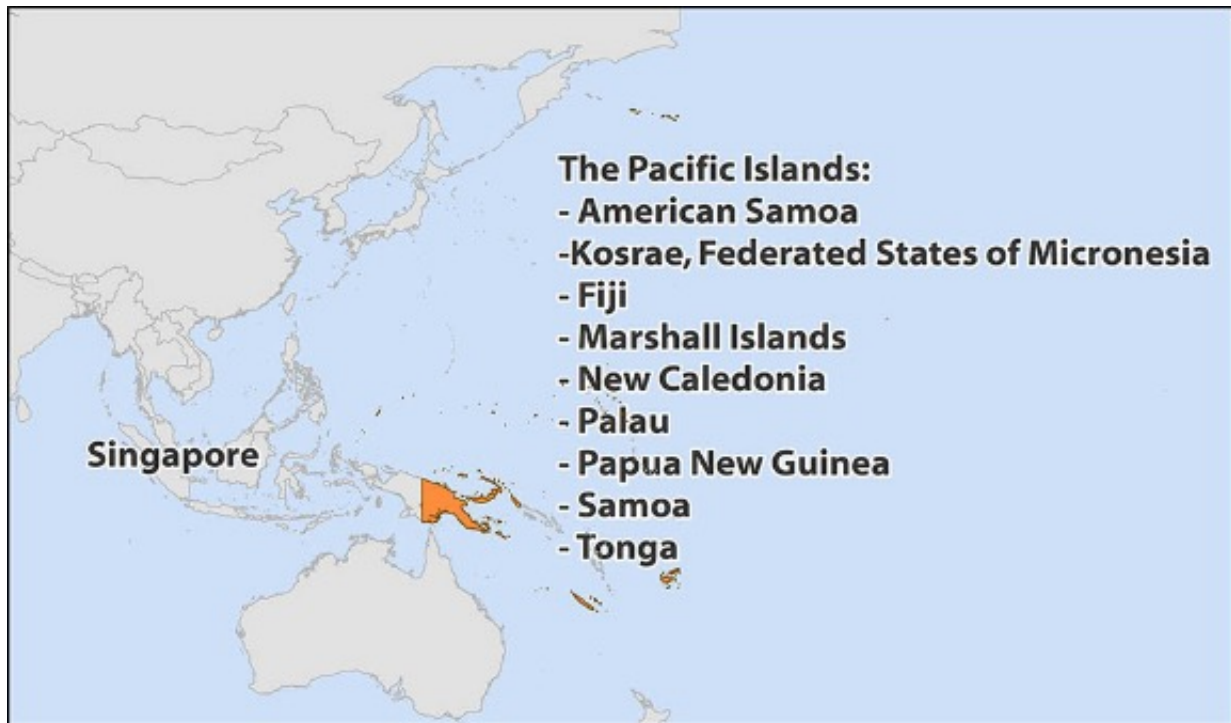 The Pacific Islands:
- American Samoa
-Kosrae, Federated States of Micronesia
- Fiji
- Marshall Islands
- New Caledonia
- Palau
- Papua New Guinea
- Samoa
- Tonga
Singapore